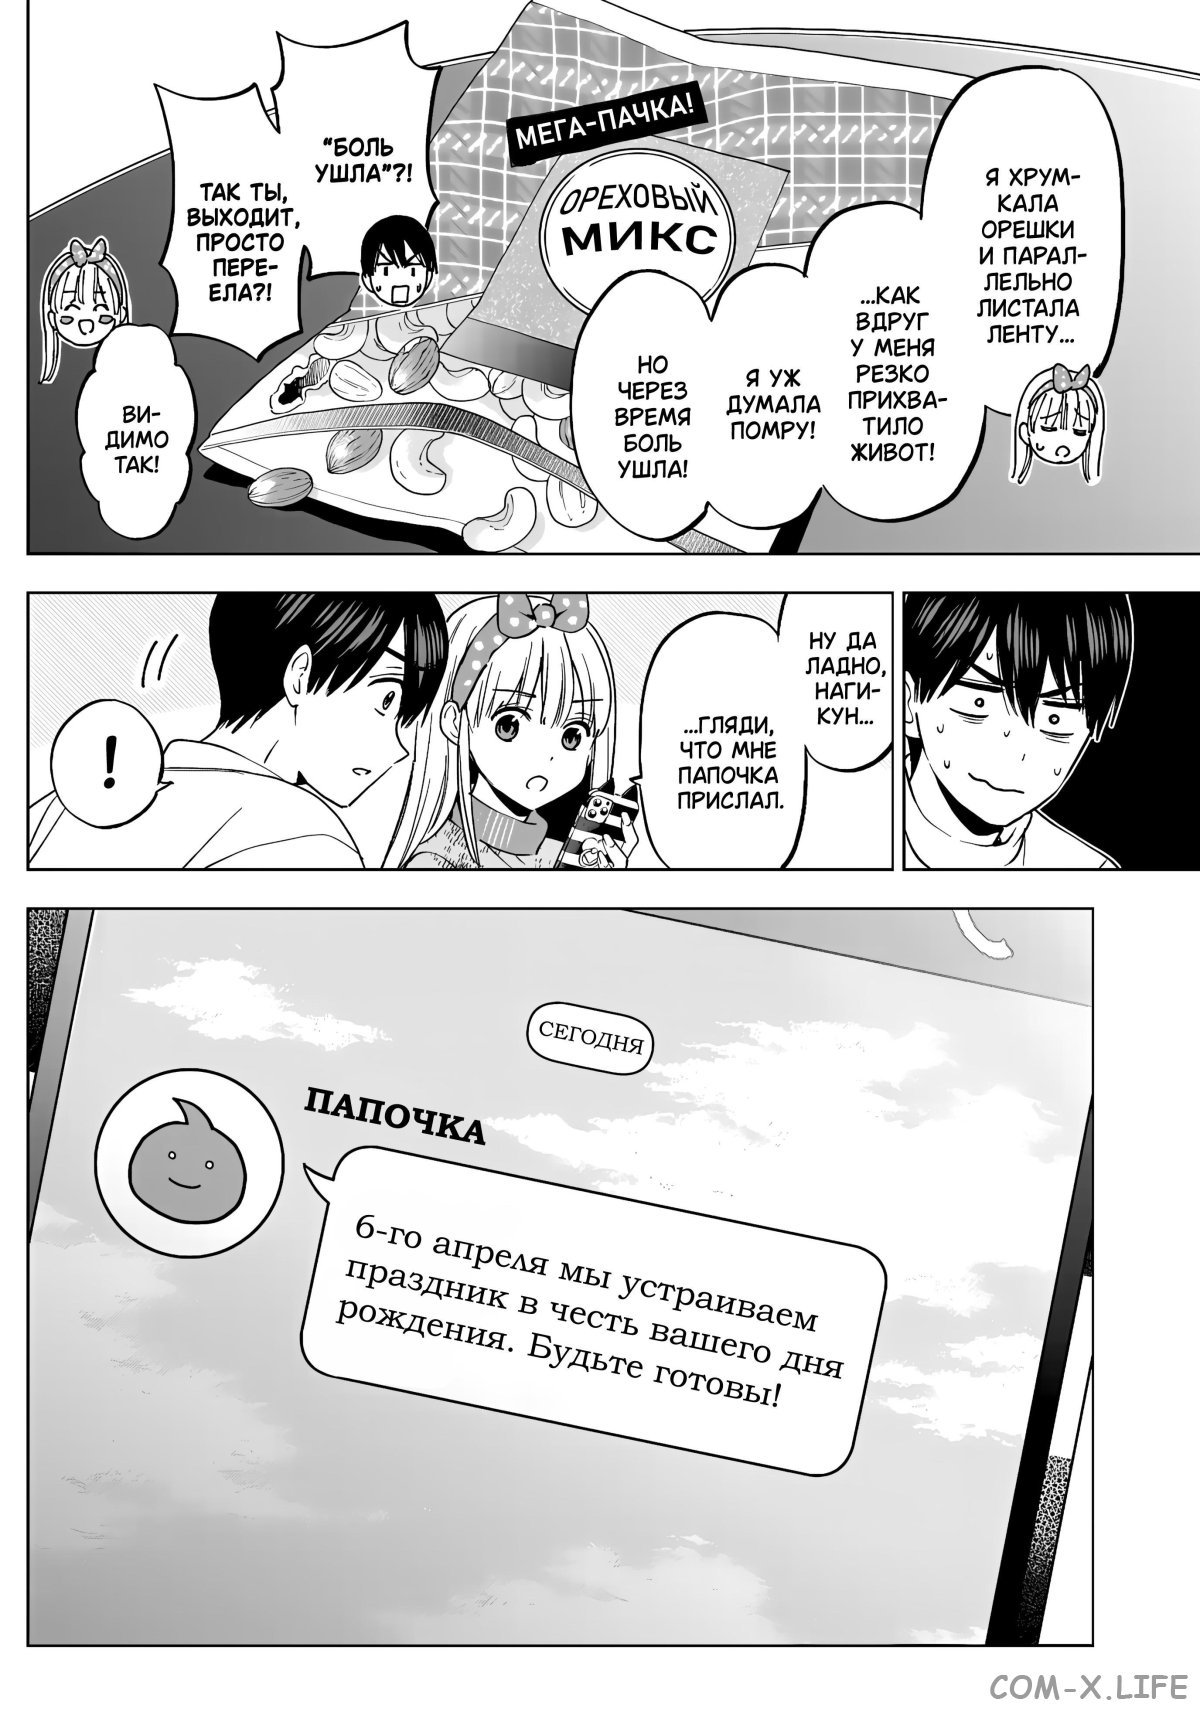 Я ХРУМ-
КАЛА
ОРЕШКИ
И ПАРАЛ-
ЛЕЛЬНО
ЛИСТАЛА
ЛЕНТУ...
...КАК
ВДРУГ
У МЕНЯ
РЕЗКО
ПРИХВА-
ТИЛО
ЖИВОТ!
Я УЖ
ДУМАЛА
ПОМРУ!
НО
ЧЕРЕЗ
ВРЕМЯ
БОЛЬ
УШЛА!
МЕГА-ПАЧКА!
ОРЕХОВЫЙ
МИКС
“БОЛЬ
УШЛА”?!
ТАК ТЫ,
ВЫХОДИТ,
ПРОСТО
ПЕРЕ-
ЕЛА?!
ВИ-
ДИМО
ТАК!
НУ ДА
ЛАДНО,
НАГИ-
КУН...
...ГЛЯДИ,
ЧТО МНЕ
ПАПОЧКА
ПРИСЛАЛ.
!
СЕГОДНЯ
ПАПОЧКА
6-го апреля мы устраиваем
праздник в честь вашего дня
рождения. Будьте готовы!
COM-X.LIFE